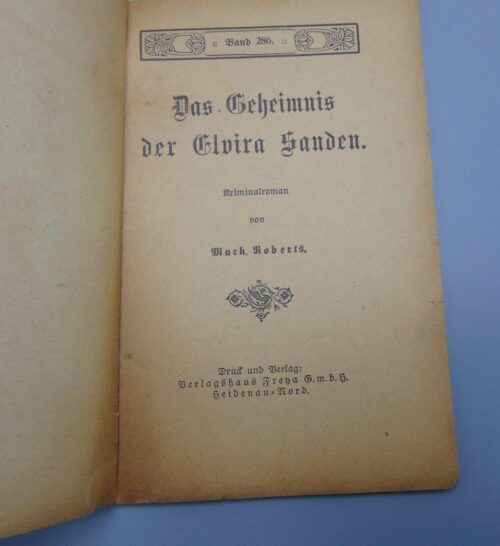 Band 286.
Das Geheimnis
der Elvira Sanden.
Kriminalroman
von
Mark Roberts.
Druck und Verlag:
Verlagshaus Freya G.m.b.H.
Heidenau-Nord.